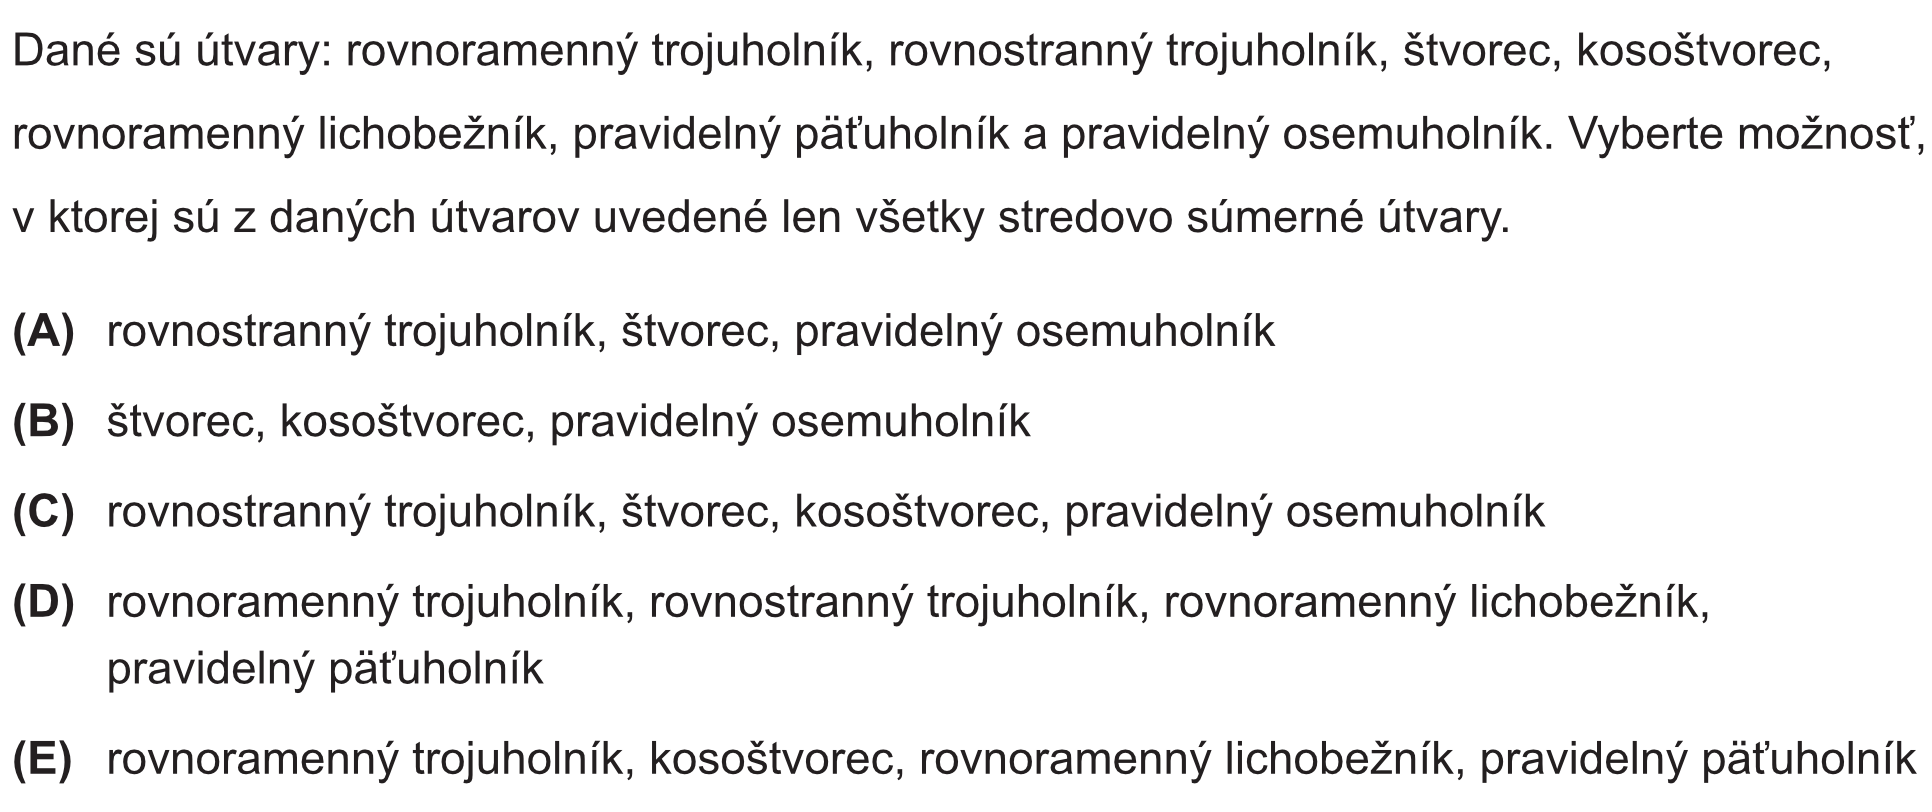 Dané sú útvary: rovnoramenný trojuholník, rovnostranný trojuholník, štvorec, kosoštvorec,
rovnoramenný lichobežník, pravidelný päťuholník a pravidelný osemuholník. Vyberte možnosť,
v ktorej sú z daných útvarov uvedené len všetky stredovo súmerné útvary.
(A) rovnostranný trojuholník, štvorec, pravidelný osemuholník
(B) štvorec, kosoštvorec, pravidelný osemuholník
(C) rovnostranný trojuholník, štvorec, kosoštvorec, pravidelný osemuholník
(D) rovnoramenný trojuholník, rovnostranný trojuholník, rovnoramenný lichobežník,
pravidelný päťuholník
(E) rovnoramenný trojuholník, kosoštvorec, rovnoramenný lichobežník, pravidelný päťuholník